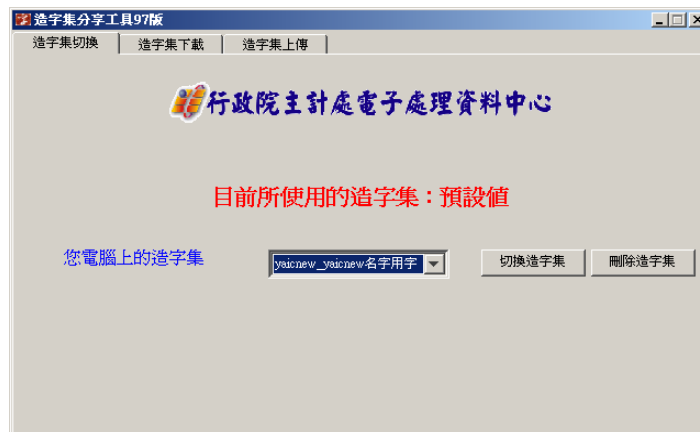 造字集分享工具97版
造字集切換 造字集下載 造字集上傳
行政院主計處電子處理資料中心
目前所使用的造字集：預設值
您電腦上的造字集 yaicnew_yaicnew名字用字 切換造字集 刪除造字集